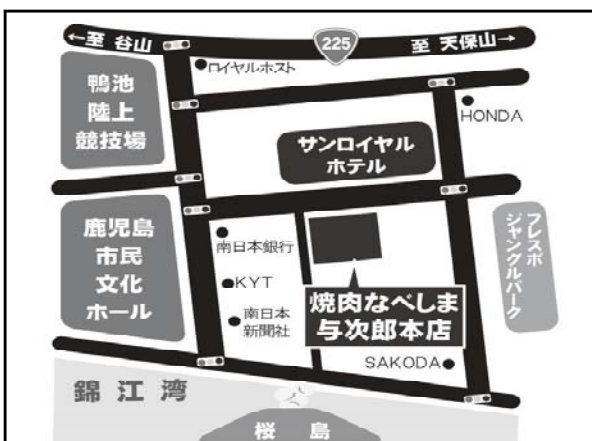 ←至 谷山
225
至 天保山→
ロイヤルホスト
鴨池
陸上
競技場
HONDA
サンロイヤル
ホテル
鹿児島
市民
文化
ホール
南日本銀行
KYT
南日本
新聞社
フレスポ
ジャングルパーク
焼肉なべしま
与次郎本店
SAKODA
錦江湾
桜島